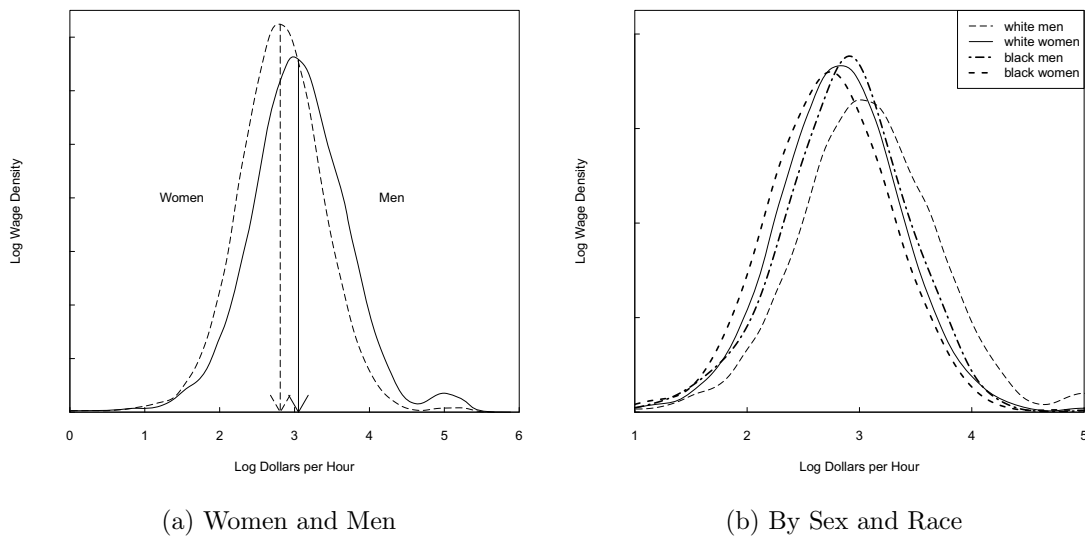 Log Wage Density
Women
Men
0 1 2 3 4 5 6
Log Dollars per Hour
(a) Women and Men
white men
white women
black men
black women
Log Wage Density
1 2 3 4 5
Log Dollars per Hour
(b) By Sex and Race